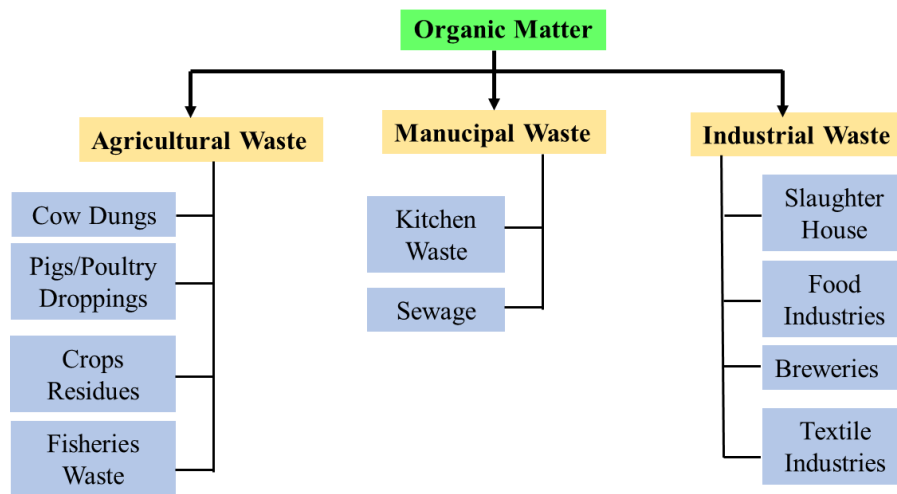 Organic Matter
Agricultural Waste
Manucipal Waste
Industrial Waste
Cow Dungs
Pigs/Poultry
Droppings
Crops
Residues
Fisheries
Waste
Kitchen
Waste
Sewage
Slaughter
House
Food
Industries
Breweries
Textile
Industries